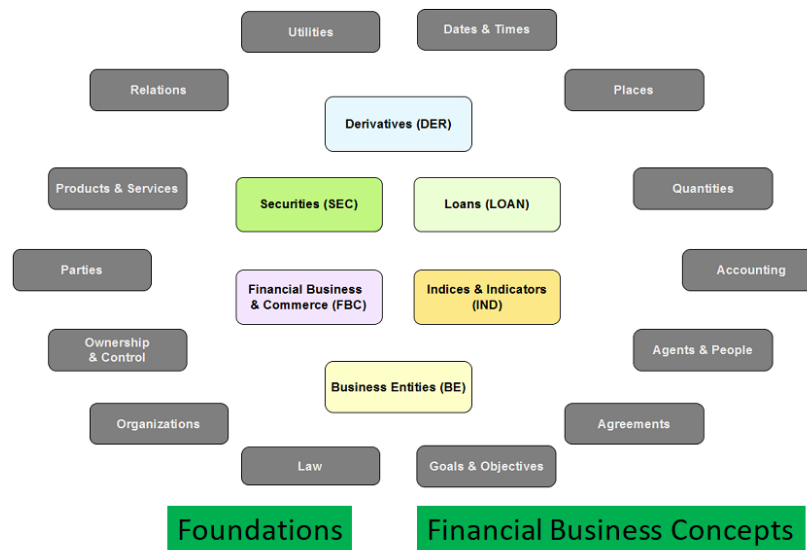 Utilities
Dates & Times
Relations
Places
Derivatives (DER)
Products & Services
Securities (SEC)
Loans (LOAN)
Quantities
Parties
Financial Business
& Commerce (FBC)
Indices & Indicators
(IND)
Accounting
Ownership
& Control
Agents & People
Business Entities (BE)
Organizations
Agreements
Law
Goals & Objectives
Foundations
Financial Business Concepts